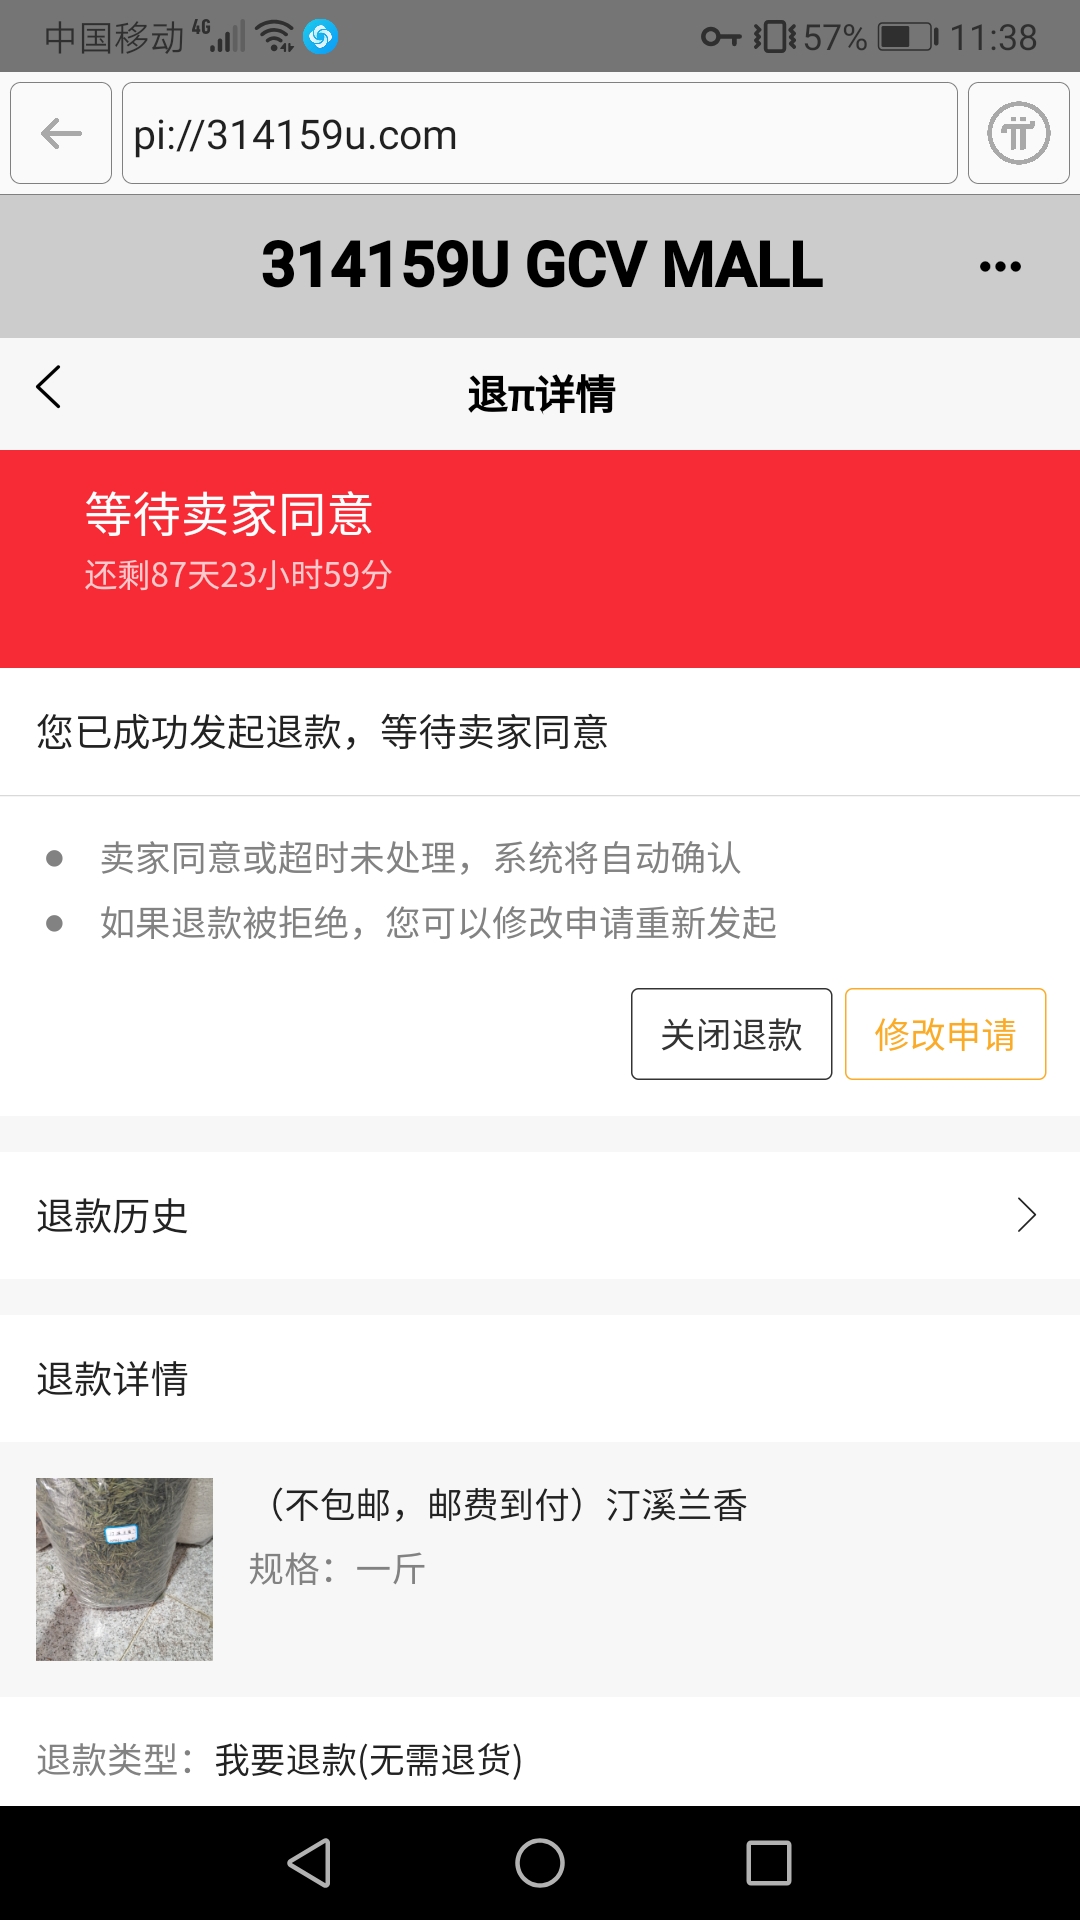 中国移动 4G 57% 11:38
pi://314159u.com
314159U GCV MALL
退π详情
等待卖家同意
还剩87天23小时59分
您已成功发起退款，等待卖家同意
卖家同意或超时未处理，系统将自动确认
如果退款被拒绝，您可以修改申请重新发起
关闭退款 修改申请
退款历史
退款详情
（不包邮，邮费到付）汀溪兰香
规格：一斤
退款类型：我要退款(无需退货)